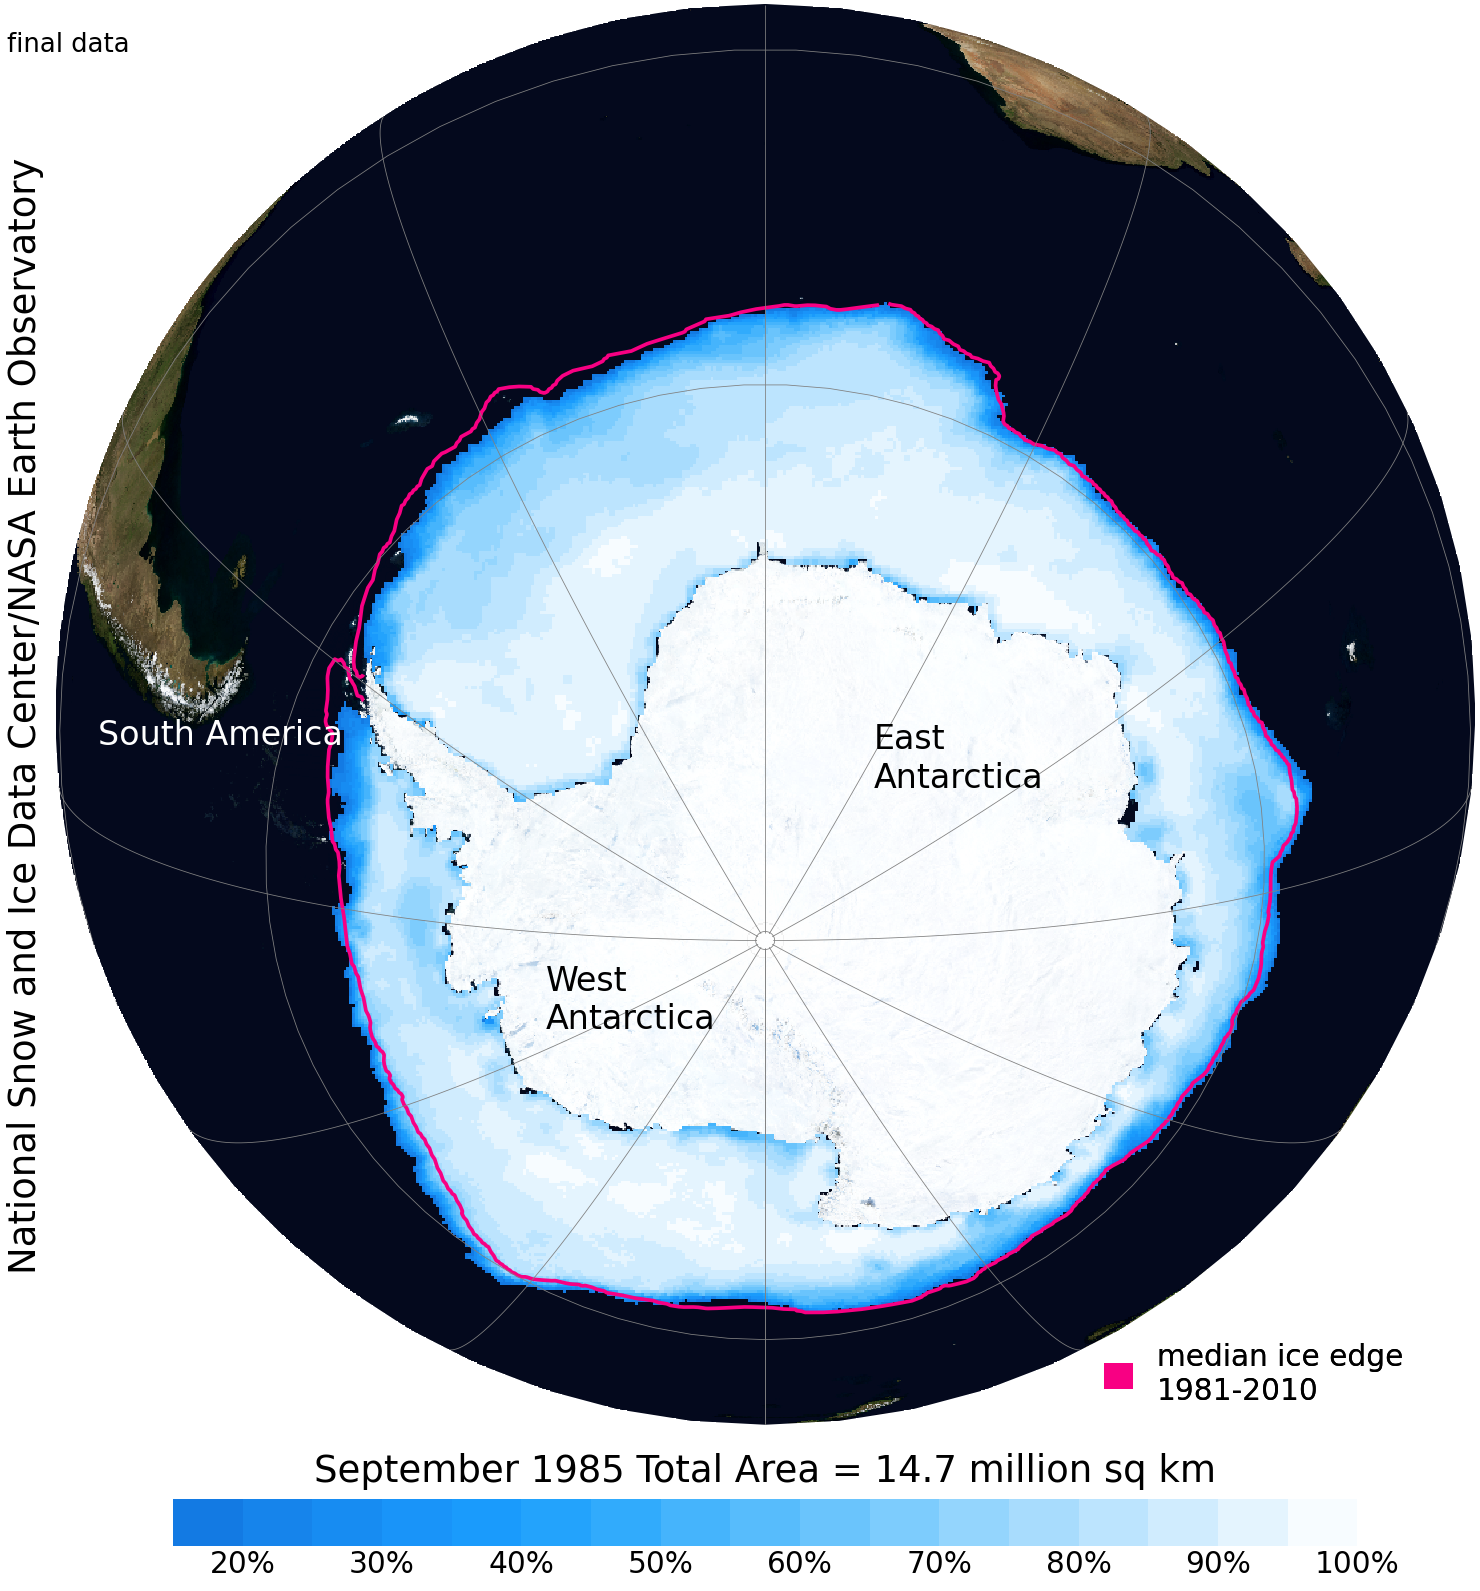 final data
National Snow and Ice Data Center/NASA Earth Observatory
South America
East
Antarctica
West
Antarctica
median ice edge
1981-2010
September 1985 Total Area = 14.7 million sq km
20% 30% 40% 50% 60% 70% 80% 90% 100%